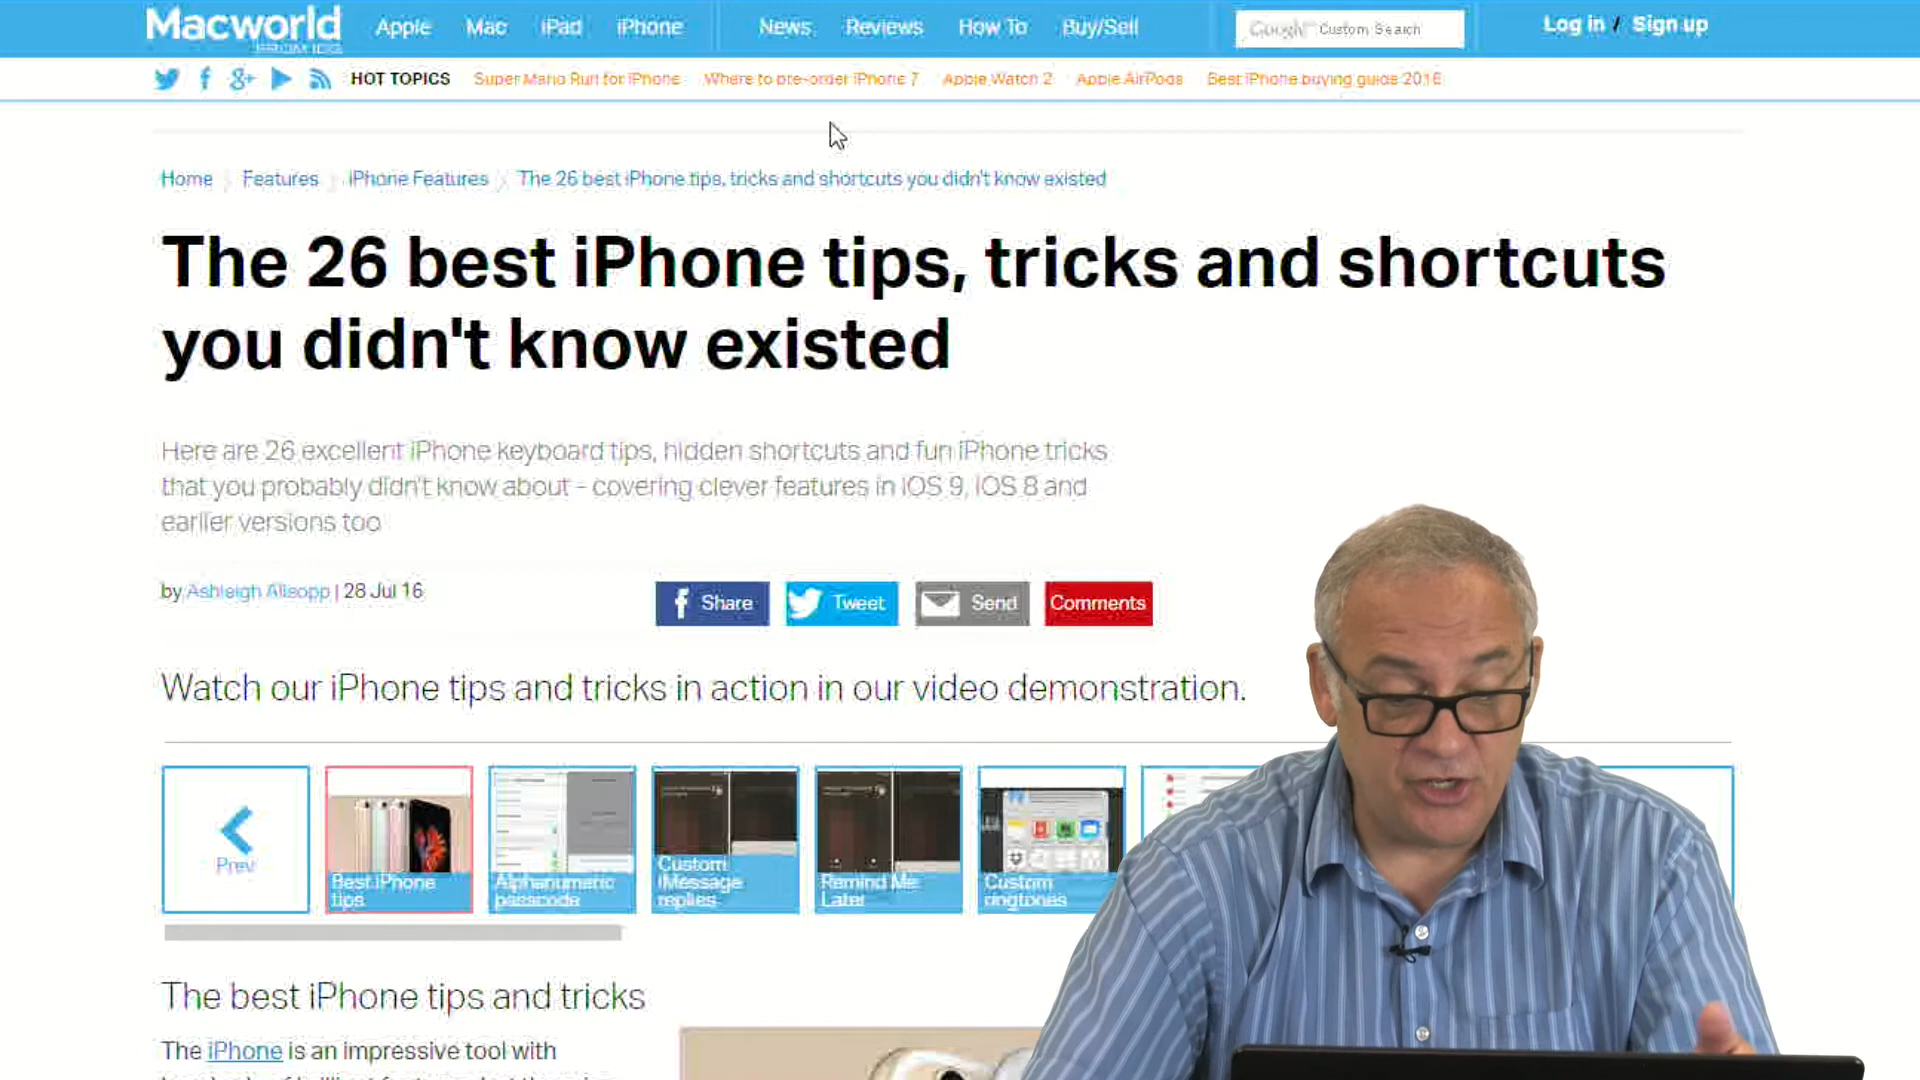 Macworld Apple Mac iPad iPhone News Reviews How To Buy/Sell Google Custom Search Log in / Sign up
FROM IDG
HOT TOPICS Super Mario Run for iPhone Where to pre-order iPhone 7 Apple Watch 2 Apple AirPods Best iPhone buying guide 2016
Home Features iPhone Features The 26 best iPhone tips, tricks and shortcuts you didn't know existed
The 26 best iPhone tips, tricks and shortcuts
you didn't know existed
Here are 26 excellent iPhone keyboard tips, hidden shortcuts and fun iPhone tricks
that you probably didn't know about - covering clever features in iOS 9, iOS 8 and
earlier versions too
by Ashleigh Allsopp | 28 Jul 16
Share Tweet Send Comments
Watch our iPhone tips and tricks in action in our video demonstration.
Prev
Best iPhone
tips
Alphanumeric
passcode
Custom
iMessage
replies
Remind Me
Later
Custom
ringtones
The best iPhone tips and tricks
The iPhone is an impressive tool with